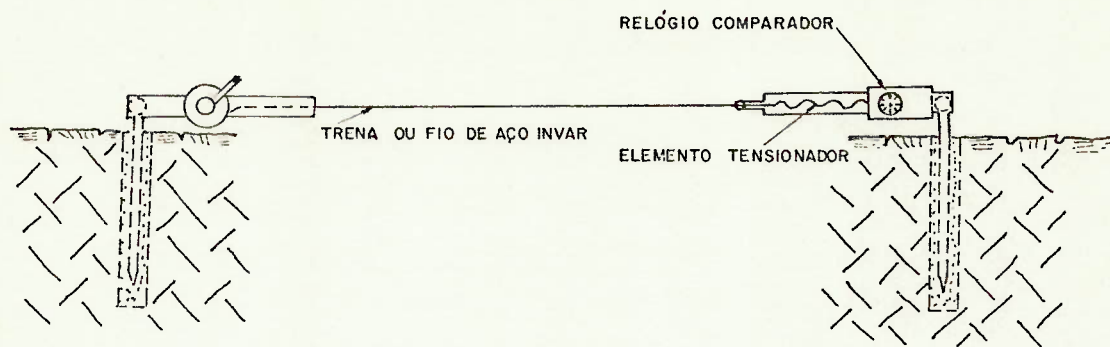 RELÓGIO COMPARADOR
TRENA OU FIO DE AÇO INVAR
ELEMENTO TENSIONADOR